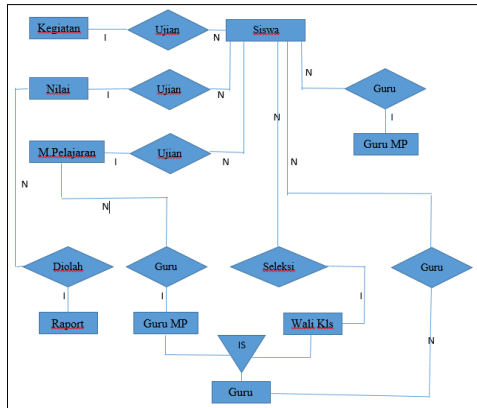 Kegiatan
Ujian
Siswa
I
N
Nilai
Ujian
I
N
N
Guru
N
I
M.Pelajaran
Ujian
I
N
N
Guru MP
N
N
Diolah
Guru
Seleksi
Guru
I
I
I
Raport
Guru MP
Wali Kls
IS
N
Guru